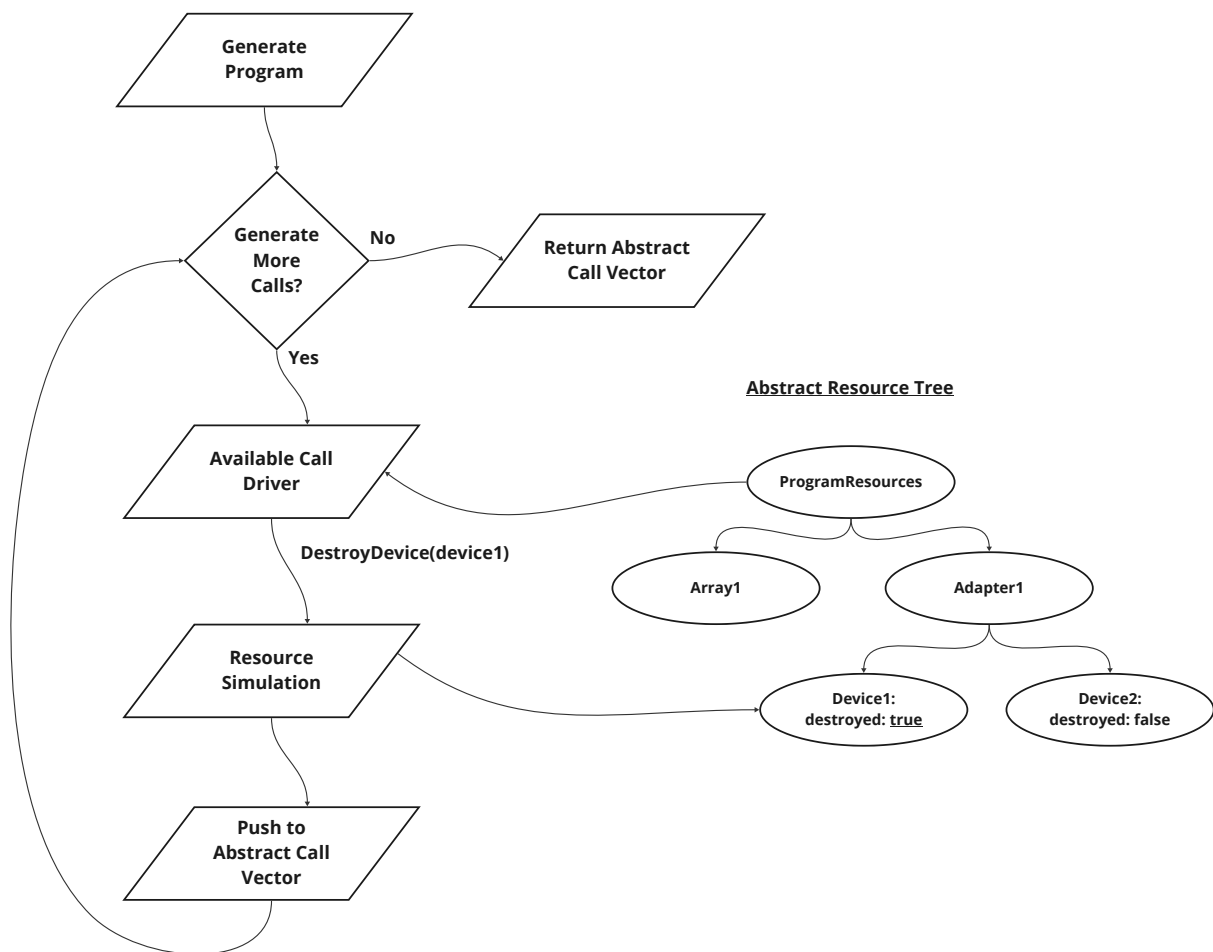 Generate
Program
Generate
More
Calls?
No
Return Abstract
Call Vector
Yes
Abstract Resource Tree
Available Call
Driver
ProgramResources
DestroyDevice(device1)
Array1
Adapter1
Resource
Simulation
Device1:
destroyed: true
Device2:
destroyed: false
Push to
Abstract Call
Vector